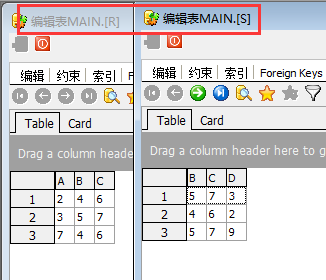 编辑表MAIN.[R]
编辑 约束 索引
Table Card
Drag a column heade
A B C
1 2 4 6
2 3 5 7
3 7 4 6
编辑表MAIN.[S]
编辑 约束 索引 Foreign Keys
Table Card
Drag a column header here to g
B C D
1 5 7 3
2 4 6 2
3 5 7 9